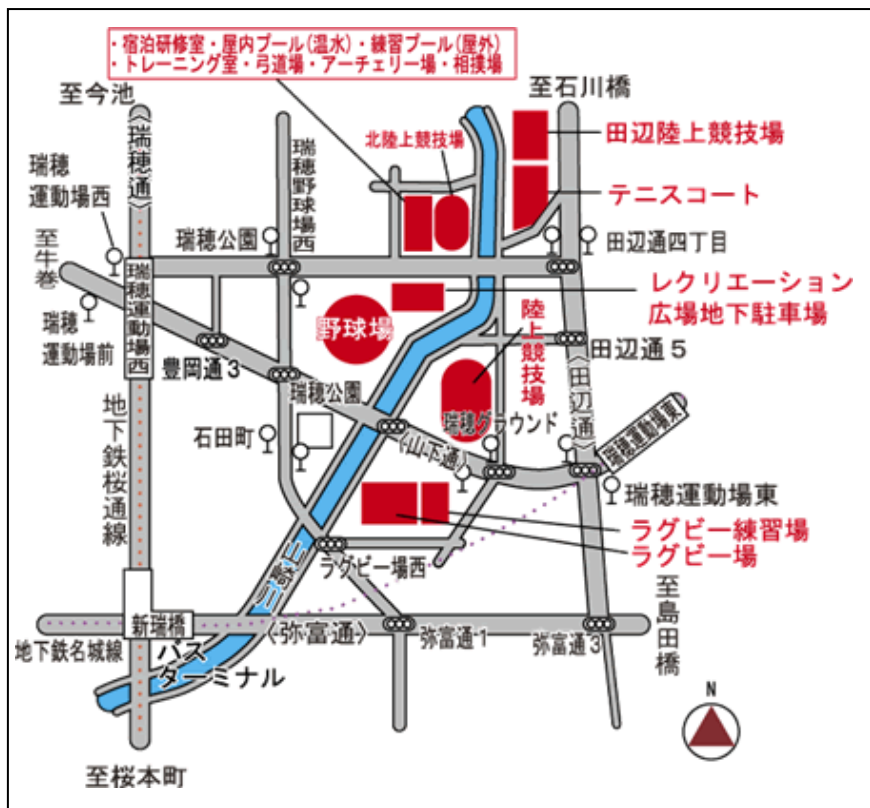 ・宿泊研修室・屋内プール(温水)・練習プール(屋外)
・トレーニング室・弓道場・アーチェリー場・相撲場
至今池
至石川橋
〈瑞穂通〉
瑞穂
運動場西
瑞穂野球場西
北陸上競技場
田辺陸上競技場
テニスコート
至牛巻
瑞穂公園
田辺通四丁目
瑞穂
運動場前
瑞穂運動場西
レクリエーション
広場地下駐車場
野球場
陸上競技場
豊岡通3
田辺通5
瑞穂公園
〈田辺通〉
瑞穂グラウンド
石田町
〈山下通〉
瑞穂運動場東
地下鉄桜通線
瑞穂運動場東
ラグビー練習場
ラグビー場
ラグビー場西
山崎川
至島田橋
新瑞橋
〈弥富通〉
弥富通1
弥富通3
地下鉄名城線
バス
ターミナル
N
至桜本町